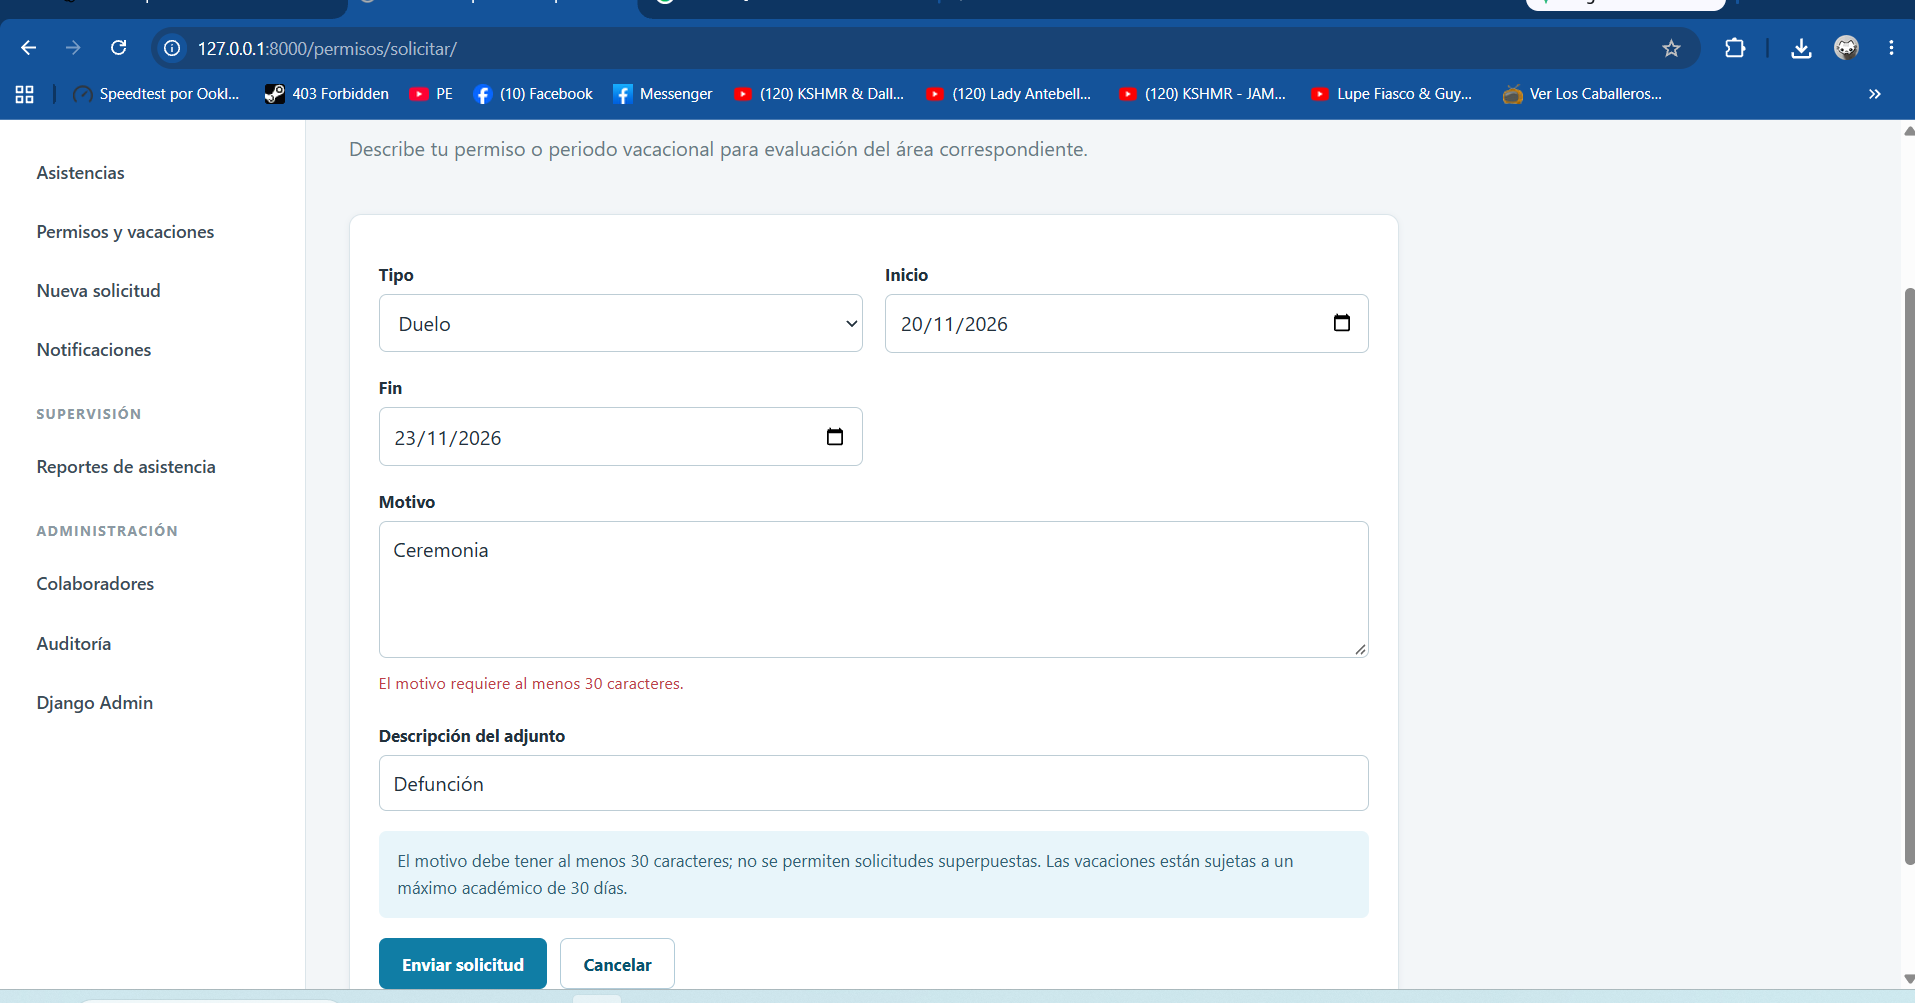 127.0.0.1:8000/permisos/solicitar/
Speedtest por Ookl...
403 Forbidden
PE
(10) Facebook
Messenger
(120) KSHMR & Dall...
(120) Lady Antebell...
(120) KSHMR - JAM...
Lupe Fiasco & Guy...
Ver Los Caballeros...
»
Asistencias
Permisos y vacaciones
Nueva solicitud
Notificaciones
SUPERVISIÓN
Reportes de asistencia
ADMINISTRACIÓN
Colaboradores
Auditoría
Django Admin
Describe tu permiso o periodo vacacional para evaluación del área correspondiente.
Tipo
Duelo
Inicio
20/11/2026
Fin
23/11/2026
Motivo
Ceremonia
El motivo requiere al menos 30 caracteres.
Descripción del adjunto
Defunción
El motivo debe tener al menos 30 caracteres; no se permiten solicitudes superpuestas. Las vacaciones están sujetas a un
máximo académico de 30 días.
Enviar solicitud
Cancelar